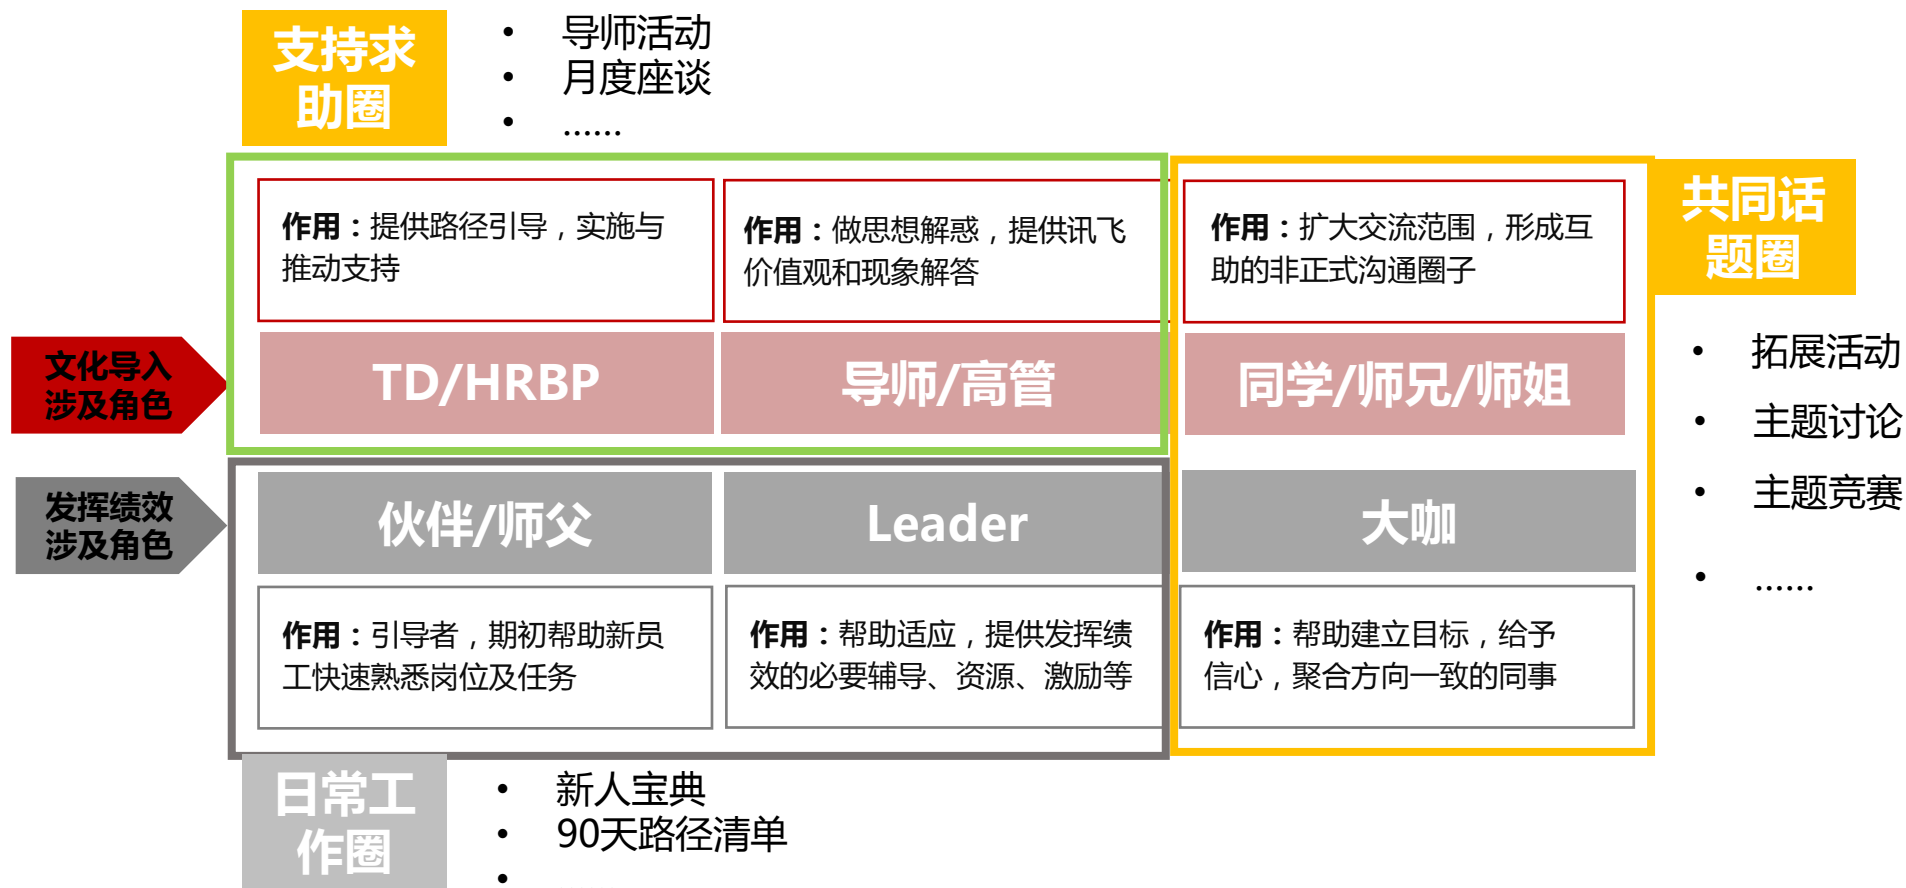 支持求
助圈
• 导师活动
• 月度座谈
• ……
作用：提供路径引导，实施与
推动支持
作用：做思想解惑，提供讯飞
价值观和现象解答
作用：扩大交流范围，形成互
助的非正式沟通圈子
共同话
题圈
文化导入
涉及角色
TD/HRBP
导师/高管
同学/师兄/师姐
• 拓展活动
• 主题讨论
• 主题竞赛
• ……
发挥绩效
涉及角色
伙伴/师父
Leader
大咖
作用：引导者，期初帮助新员
工快速熟悉岗位及任务
作用：帮助适应，提供发挥绩
效的必要辅导、资源、激励等
作用：帮助建立目标，给予
信心，聚合方向一致的同事
日常工
作圈
• 新人宝典
• 90天路径清单
•